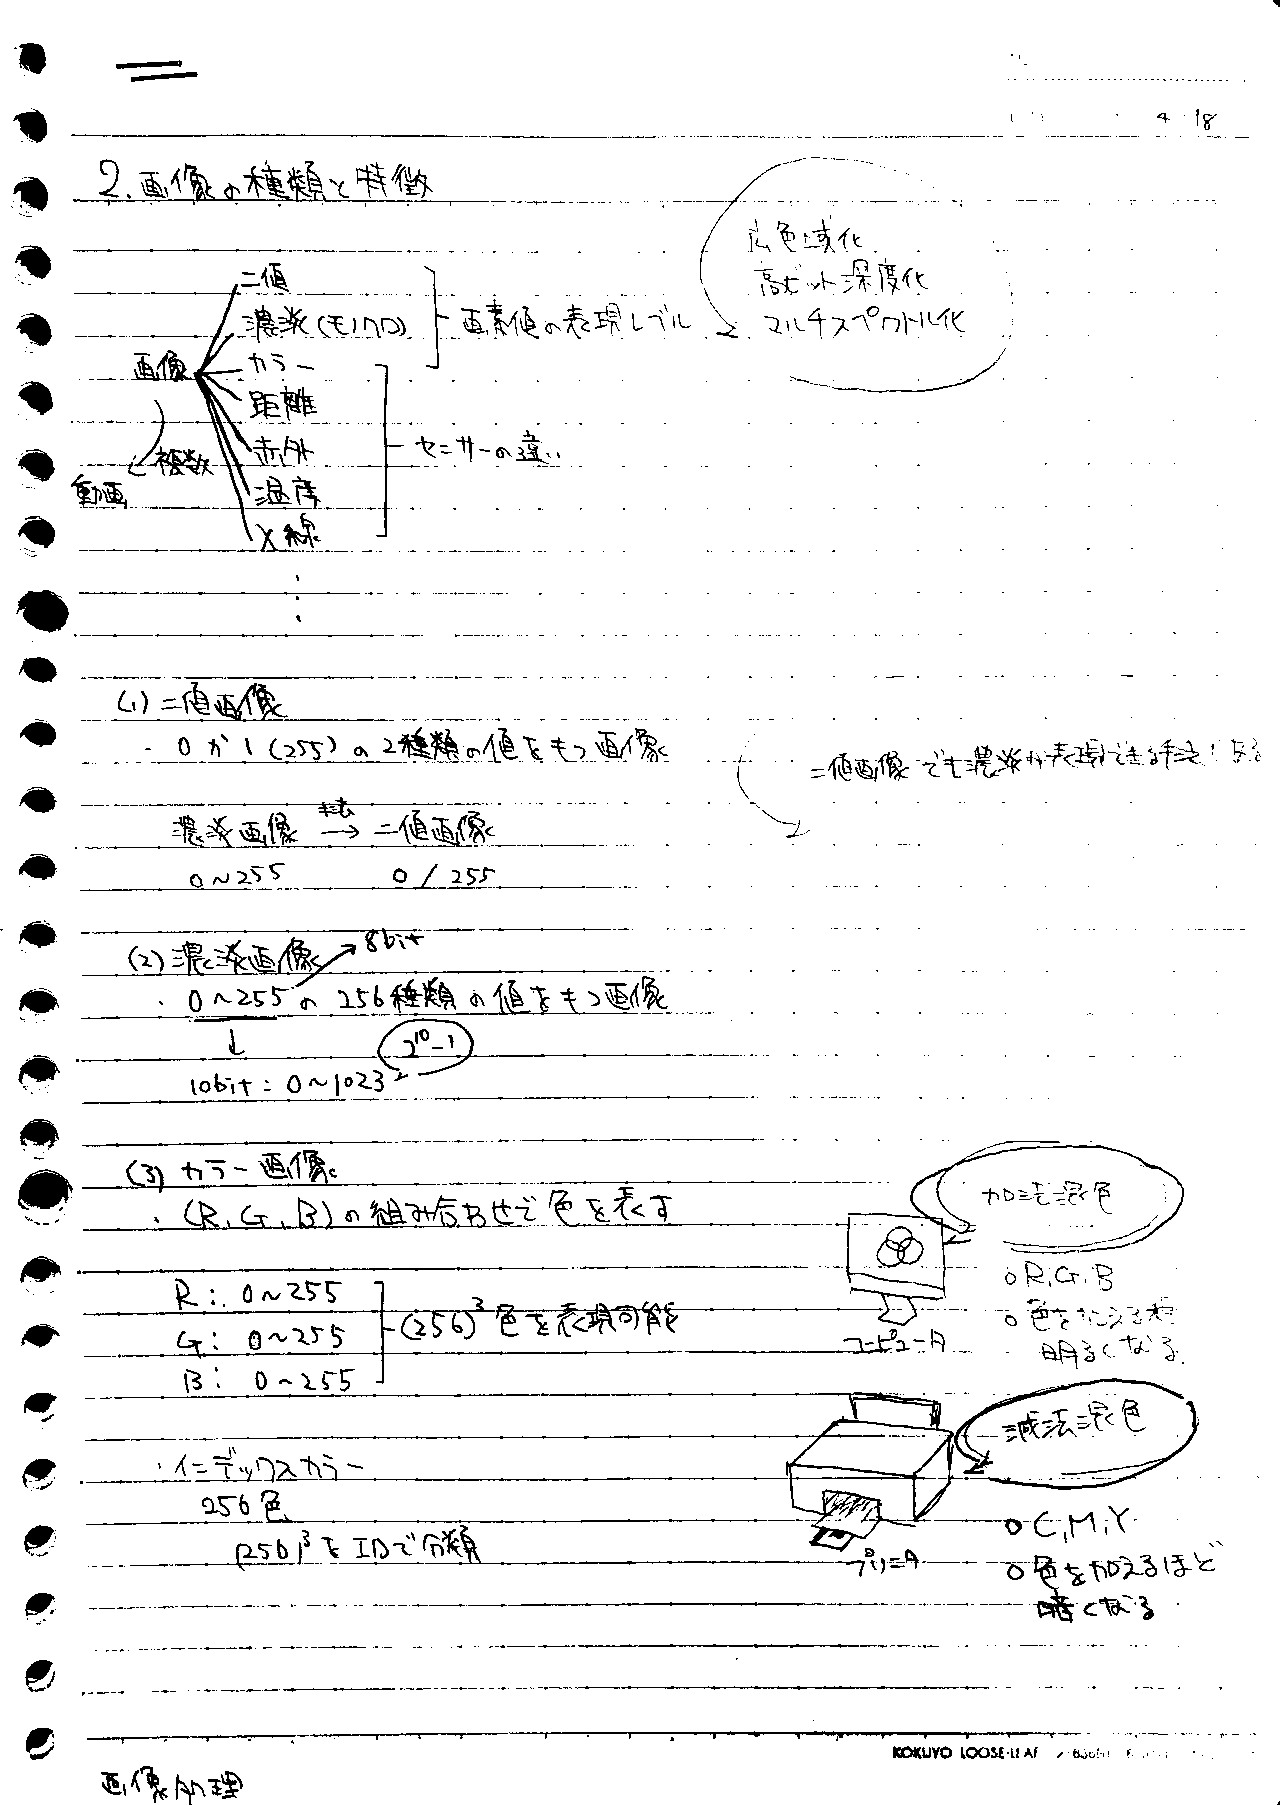 4 18
2. 画像の種類と特徴
広色域化
高ビット深度化
マルチスペクトル化
二値
濃淡(モノクロ)
画素値の表現レベル
カラー
画像
距離
赤外
センサーの違い
複数
温度
動画
X線
(1) 二値画像
・0か1(255)の2種類の値をもつ画像
二値画像でも濃淡が表現できる手法
濃淡画像 → 二値画像
0~255 0/255
(2) 濃淡画像 8bit
・0~255の256種類の値をもつ画像
2^10-1
10bit: 0~1023
(3) カラー画像
・(R, G, B)の組み合わせで色を表す
加法混色
○ R, G, B
○ 色を加える程
明るくなる
コンピュータ
R: 0~255
G: 0~255
B: 0~255
(256)^3色を表現可能
減法混色
・インデックスカラー
256色
(256)^3をIDで分類
プリンタ
○ C, M, Y
○ 色を加えるほど
暗くなる
KOKUYO LOOSE-LEAF
画像処理